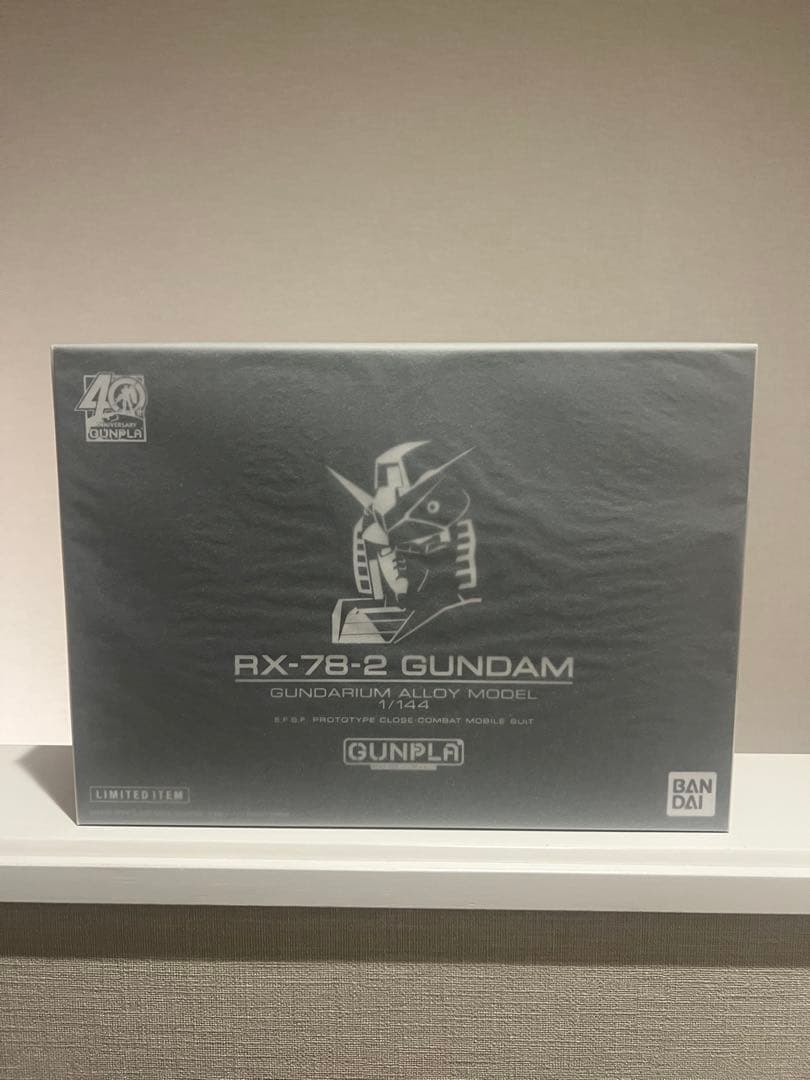 40th
ANNIVERSARY
GUNPLA
RX-78-2 GUNDAM
GUNDARIUM ALLOY MODEL
1/144
E.F.S.F. PROTOTYPE CLOSE-COMBAT MOBILE SUIT
GUNPLA
LIMITED ITEM
BAN
DAI